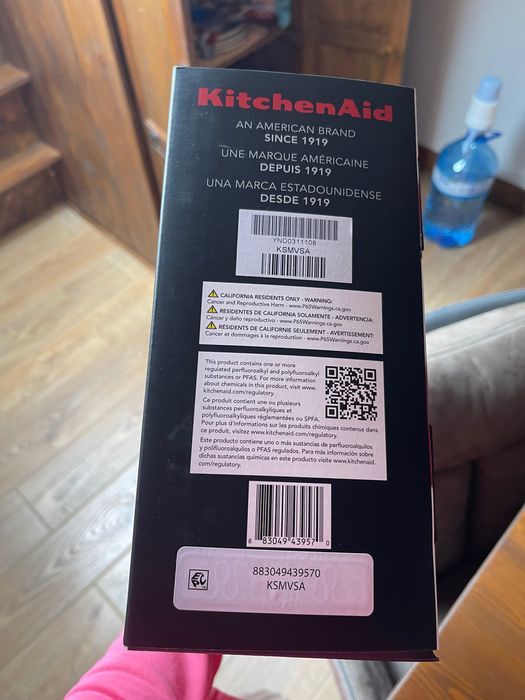 KitchenAid
AN AMERICAN BRAND
SINCE 1919
UNE MARQUE AMÉRICAINE
DEPUIS 1919
UNA MARCA ESTADOUNIDENSE
DESDE 1919
YND0311108
KSMVSA
CALIFORNIA RESIDENTS ONLY - WARNING:
Cancer and Reproductive Harm - www.P65Warnings.ca.gov
RESIDENTES DE CALIFORNIA SOLAMENTE - ADVERTENCIA:
Cáncer y daño reproductivo - www.P65Warnings.ca.gov
RÉSIDENTS DE CALIFORNIE SEULEMENT - AVERTISSEMENT:
Cancer et dommages à la reproduction - www.P65Warnings.ca.gov
This product contains one or more
regulated perfluoroalkyl and polyfluoroalkyl
substances or PFAS. For more information
about chemicals in this product, visit www.
kitchenaid.com/regulatory.
Ce produit contient une ou plusieurs
substances perfluoroalkyliques et
polyfluoroalkyliques réglementées ou SPFA.
Pour plus d'informations sur les produits chimiques contenus dans
ce produit, visitez www.kitchenaid.com/regulatory.
Este producto contiene uno o más sustancias de perfluoroalquilos
y polifluoroalquilos o PFAS regulados. Para más información sobre
dichas sustancias químicas en este producto visite www.kitchenaid.
com/regulatory.
8 83049 43957 0
883049439570
KSMVSA